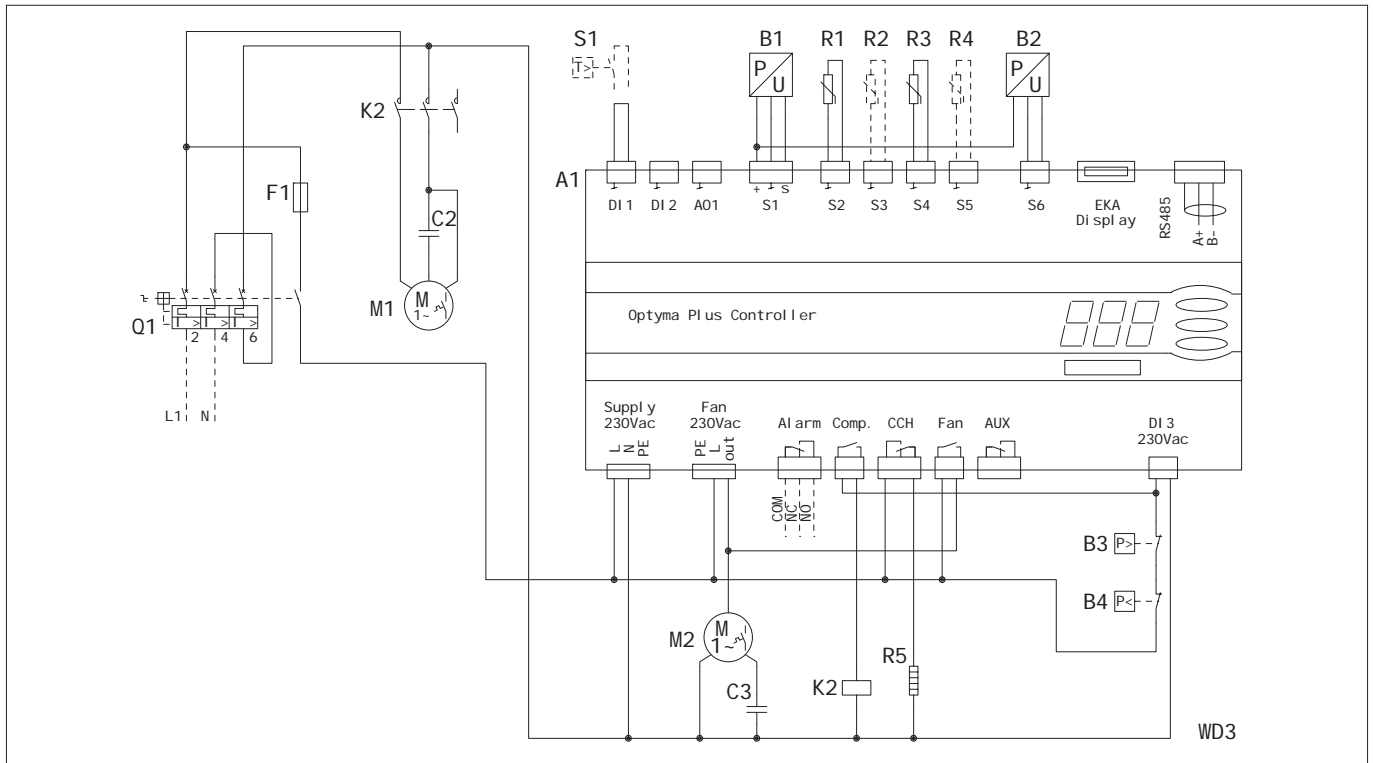 S1 B1 R1 R2 R3 R4 B2
T> P U P U
K2
F1
A1
C2
+ S
DI1 DI2 AO1 S1 S2 S3 S4 S5 S6 EKA Display RS485 A+ B-
M1 M 1~
Optyma Plus Controller
Q1 I > I > I >
2 4 6
L1 N
Supply 230Vac Fan 230Vac Alarm Comp. CCH Fan AUX DI3 230Vac
L N PE PE L out
COM NC NO
B3 P>
B4 P<
M2 M 1~
R5
K2
C3
WD3